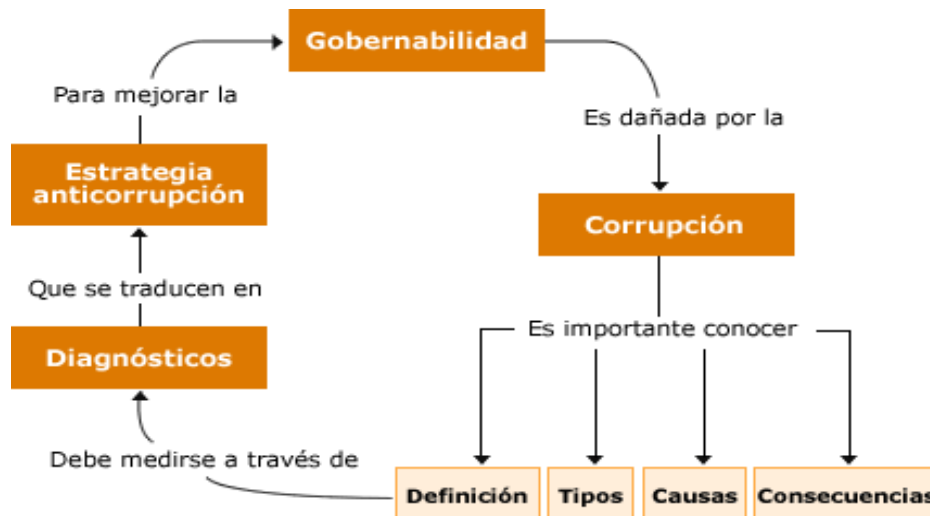 Gobernabilidad
Es dañada por la
Corrupción
Es importante conocer
Definición
Tipos
Causas
Consecuencias
Debe medirse a través de
Diagnósticos
Que se traducen en
Estrategia
anticorrupción
Para mejorar la